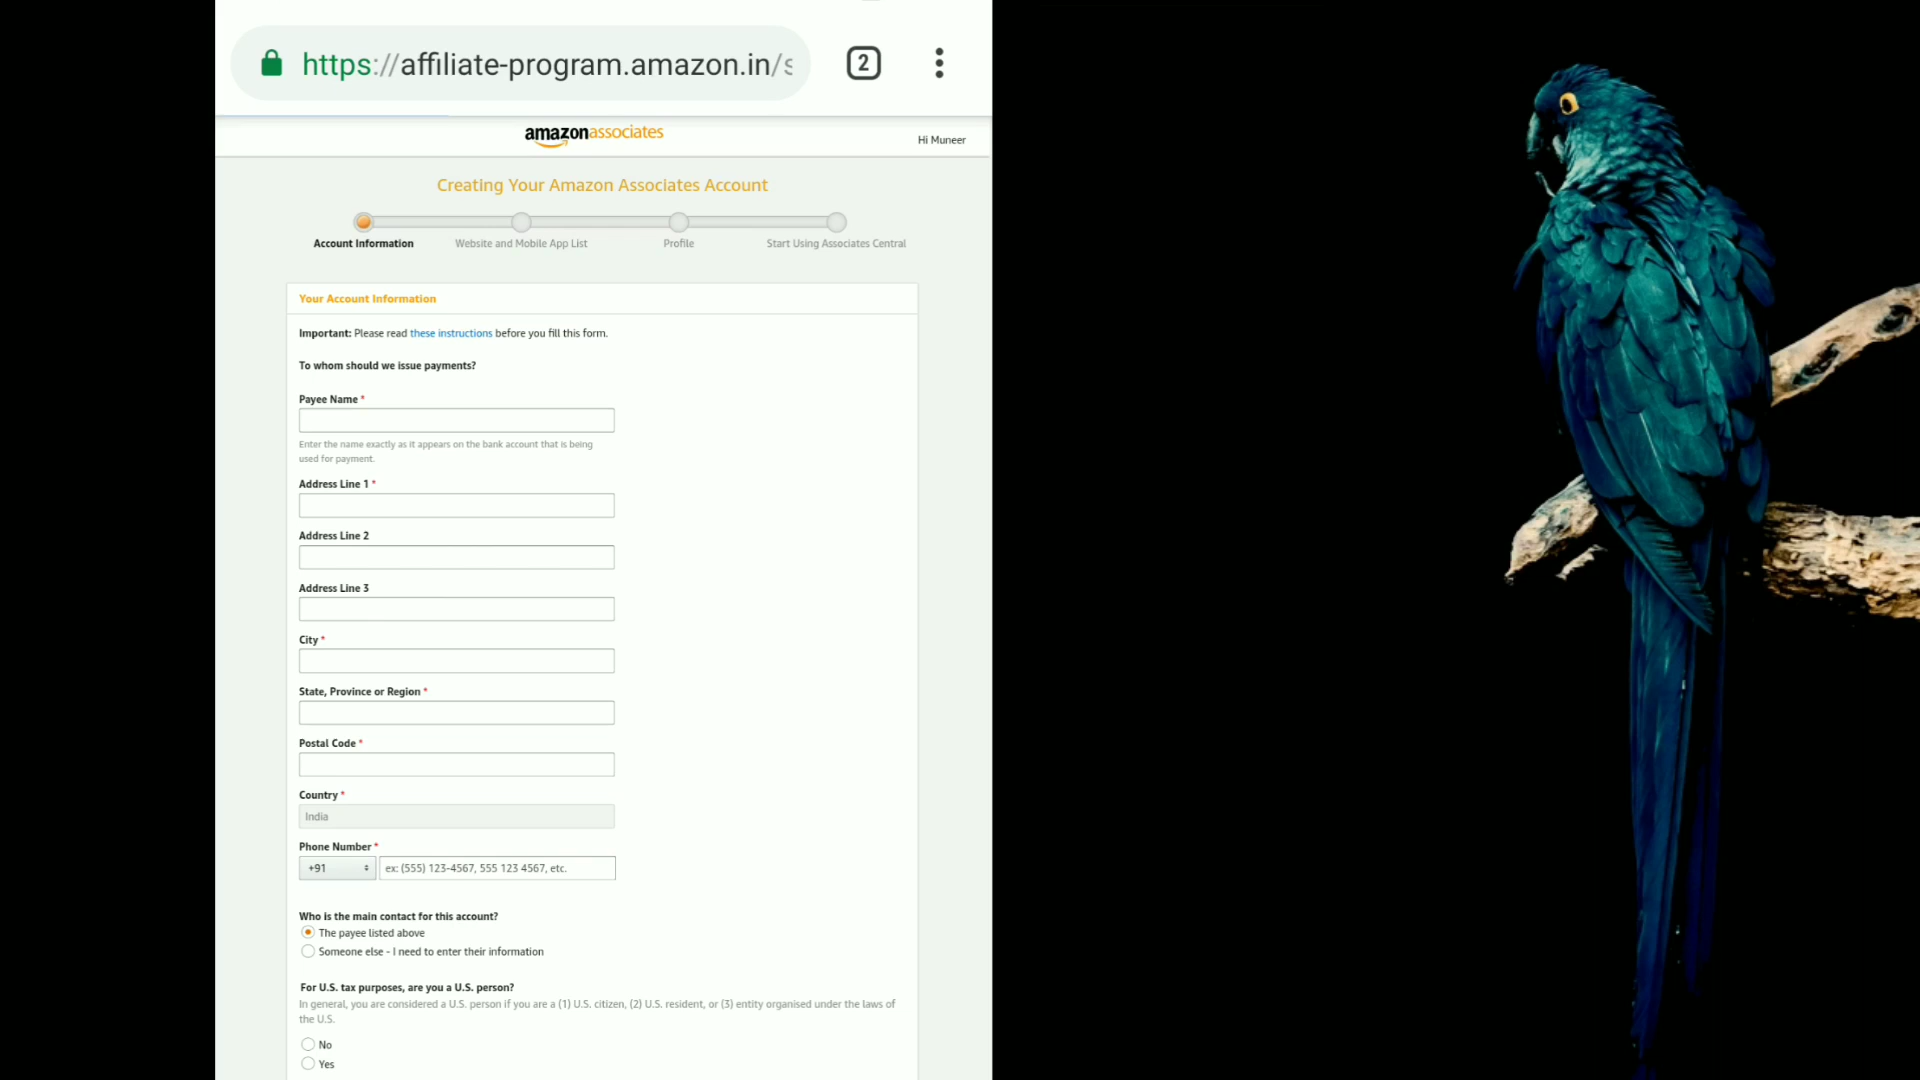 https://affiliate-program.amazon.in/s
2
amazonassociates
Hi Muneer
Creating Your Amazon Associates Account
Account Information
Website and Mobile App List
Profile
Start Using Associates Central
Your Account Information
Important: Please read these instructions before you fill this form.
To whom should we issue payments?
Payee Name *
Enter the name exactly as it appears on the bank account that is being
used for payment.
Address Line 1 *
Address Line 2
Address Line 3
City *
State, Province or Region *
Postal Code *
Country *
India
Phone Number *
+91
ex: (555) 123-4567, 555 123 4567, etc.
Who is the main contact for this account?
The payee listed above
Someone else - I need to enter their information
For U.S. tax purposes, are you a U.S. person?
In general, you are considered a U.S. person if you are a (1) U.S. citizen, (2) U.S. resident, or (3) entity organised under the laws of
the U.S.
No
Yes